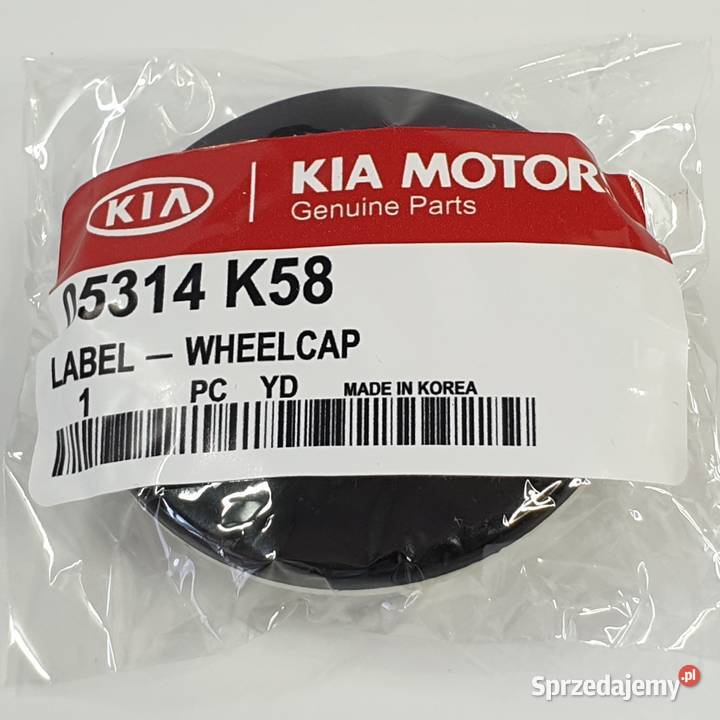 KIA
KIA MOTOR
Genuine Parts
05314 K58
LABEL — WHEELCAP
1 PC YD MADE IN KOREA
Sprzedajemy.pl